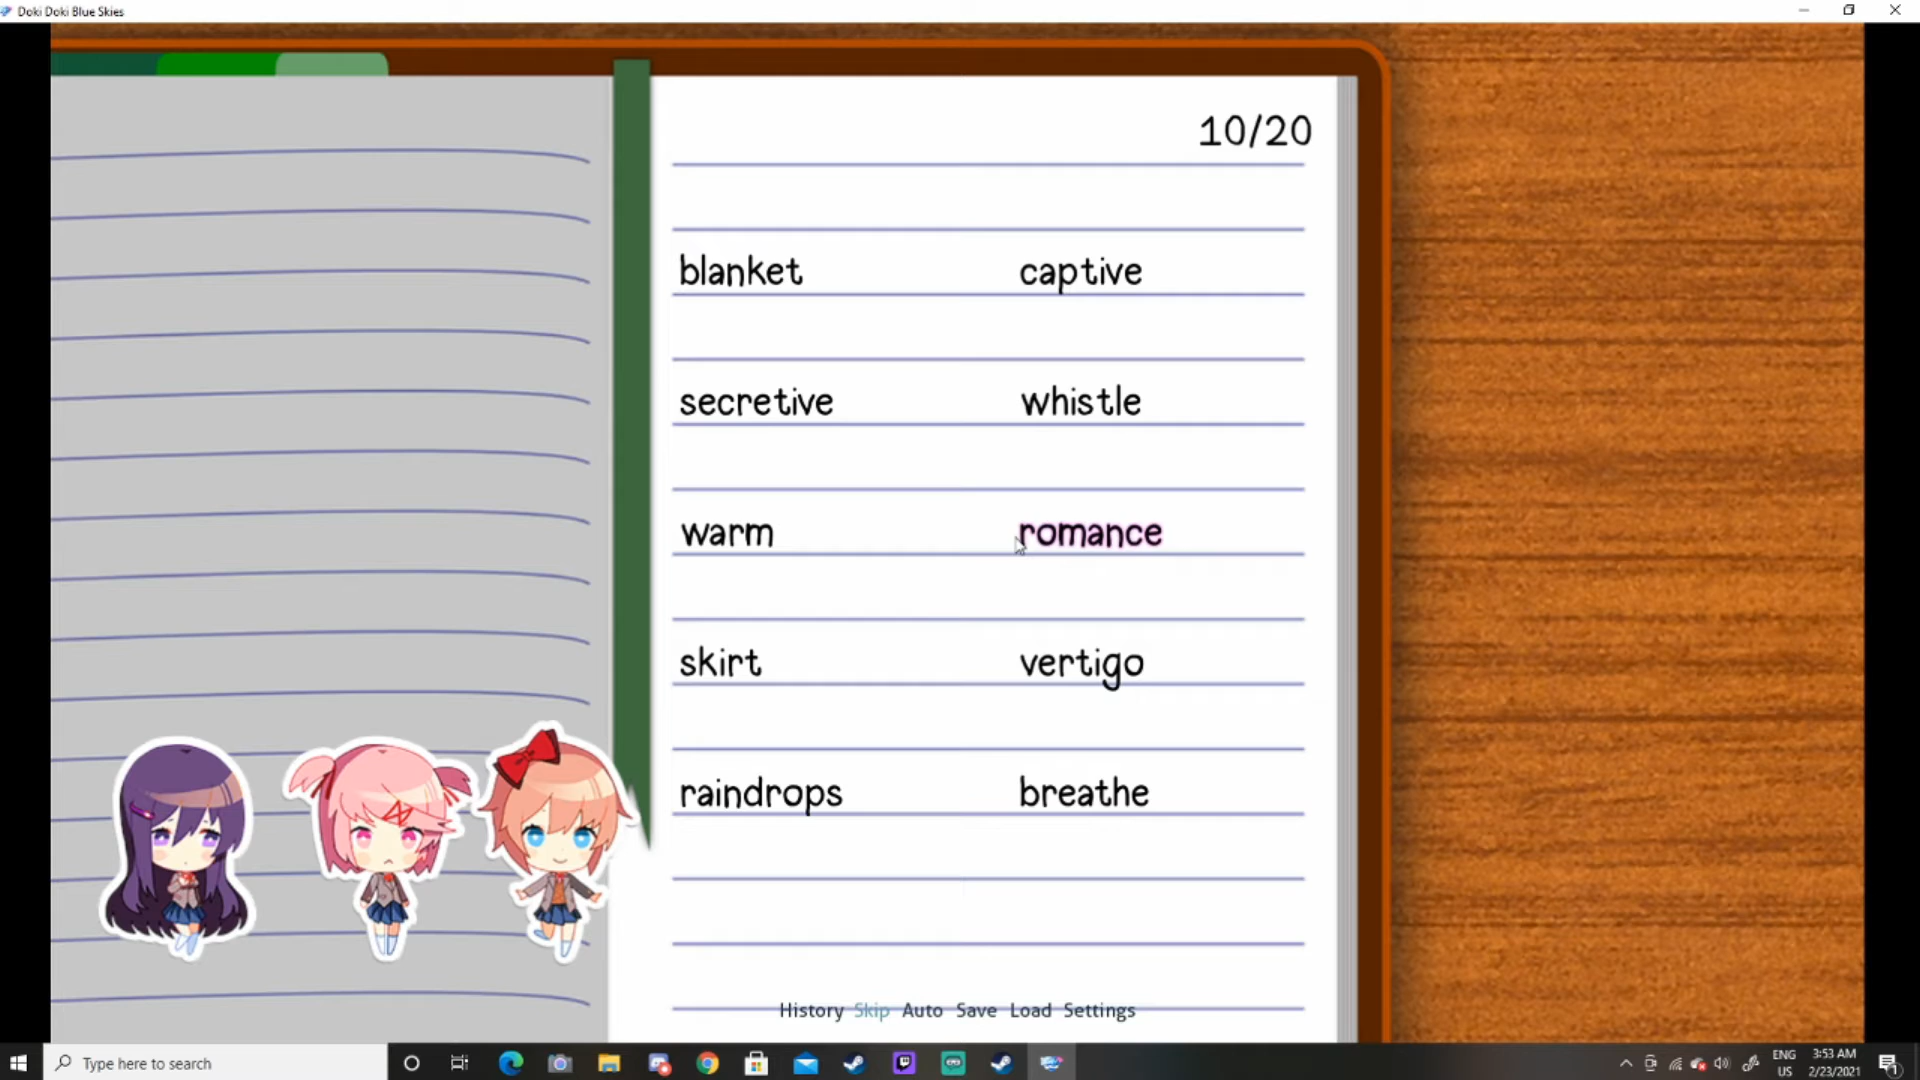 Doki Doki Blue Skies
10/20
blanket captive
secretive whistle
warm romance
skirt vertigo
raindrops breathe
History Skip Auto Save Load Settings
Type here to search
ENG
US
3:53 AM
2/23/2021
1